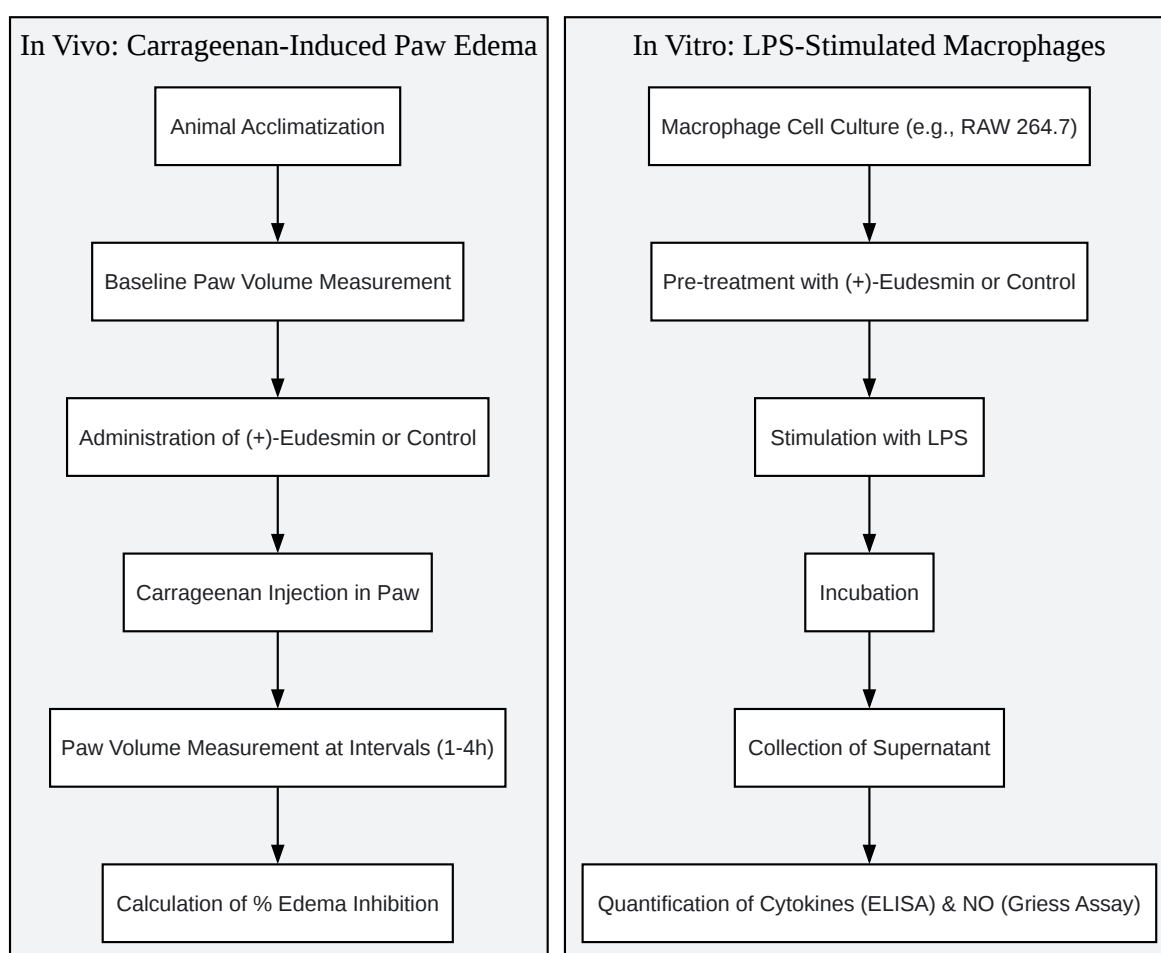 In Vivo: Carrageenan-Induced Paw Edema
Animal Acclimatization
Baseline Paw Volume Measurement
Administration of (+)-Eudesmin or Control
Carrageenan Injection in Paw
Paw Volume Measurement at Intervals (1-4h)
Calculation of % Edema Inhibition
In Vitro: LPS-Stimulated Macrophages
Macrophage Cell Culture (e.g., RAW 264.7)
Pre-treatment with (+)-Eudesmin or Control
Stimulation with LPS
Incubation
Collection of Supernatant
Quantification of Cytokines (ELISA) & NO (Griess Assay)